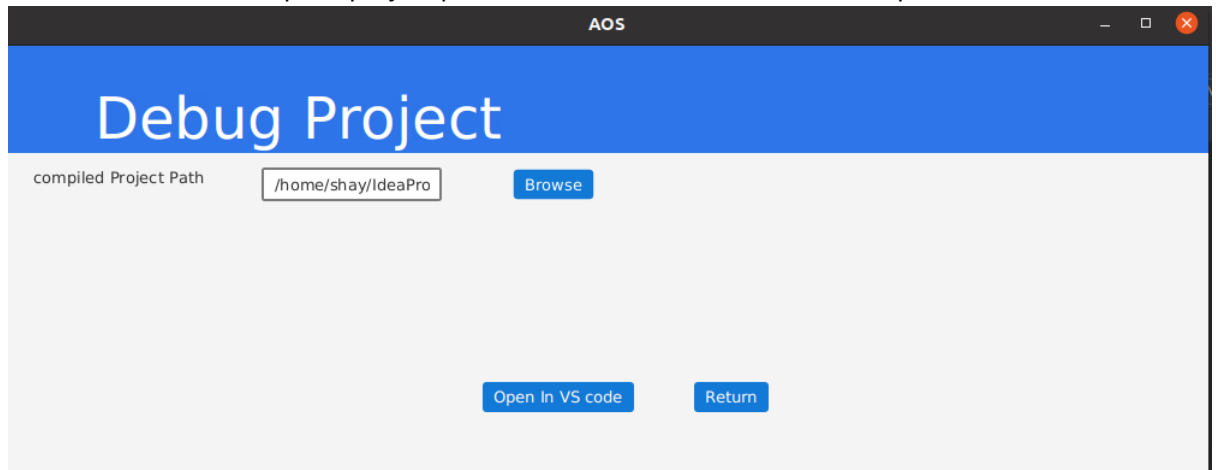 AOS
Debug Project
compiled Project Path /home/shay/IdeaPro Browse
Open In VS code Return